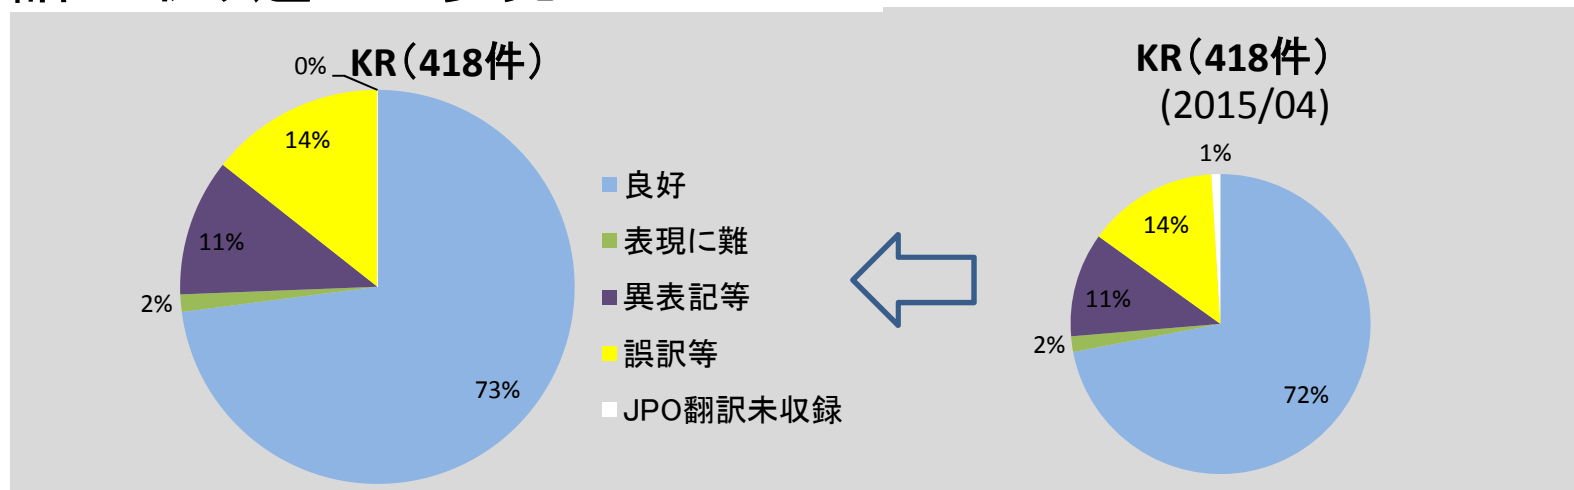 KR（418件）
0%
14%
11%
2%
73%
良好
表現に難
異表記等
誤訳等
JPO翻訳未収録
KR（418件）
(2015/04)
1%
14%
11%
2%
72%